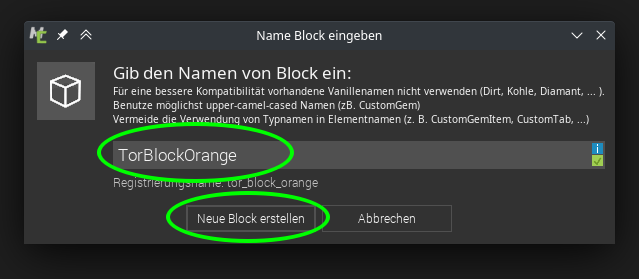 Name Block eingeben
Gib den Namen von Block ein:
Für eine bessere Kompatibilität vorhandene Vanillenamen nicht verwenden (Dirt, Kohle, Diamant, ... ).
Benutze möglichst upper-camel-cased Namen (zB. CustomGem)
Vermeide die Verwendung von Typnamen in Elementnamen (z. B. CustomGemItem, CustomTab, ...)
TorBlockOrange
Registrierungsname: tor_block_orange
Neue Block erstellen
Abbrechen